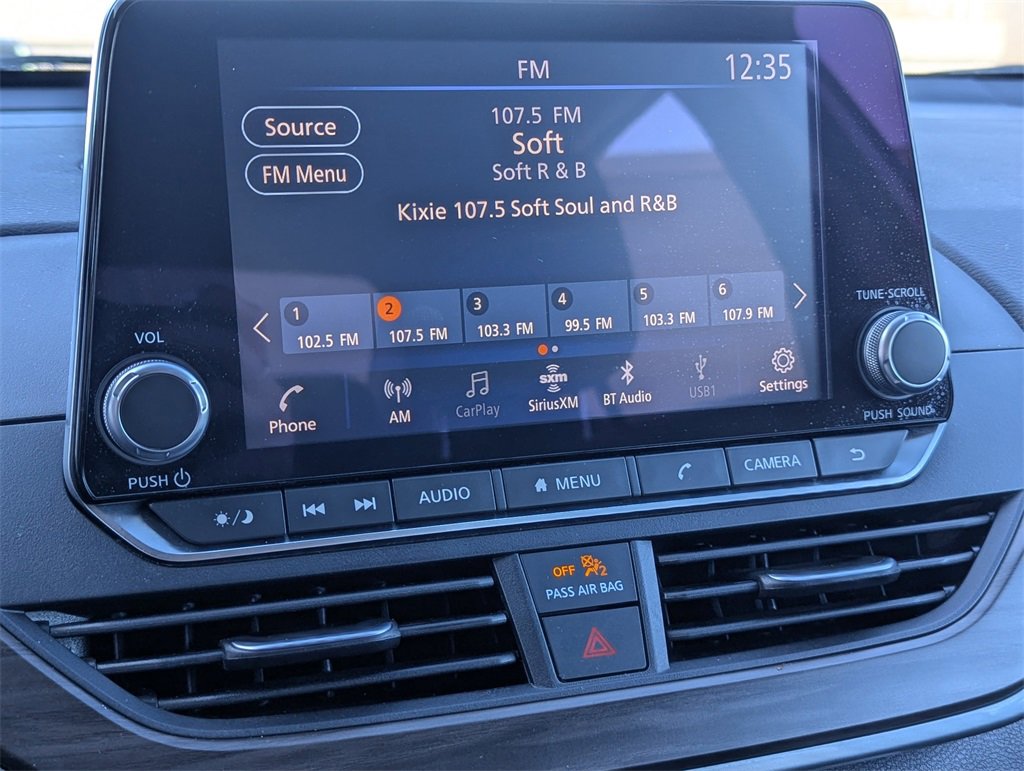 FM
12:35
Source
FM Menu
107.5 FM
Soft
Soft R & B
Kixie 107.5 Soft Soul and R&B
1
102.5 FM
2
107.5 FM
3
103.3 FM
4
99.5 FM
5
103.3 FM
6
107.9 FM
Phone
AM
CarPlay
sxm
SiriusXM
BT Audio
USB1
Settings
VOL
PUSH
TUNE·SCROLL
PUSH SOUND
AUDIO
MENU
CAMERA
OFF 2
PASS AIR BAG